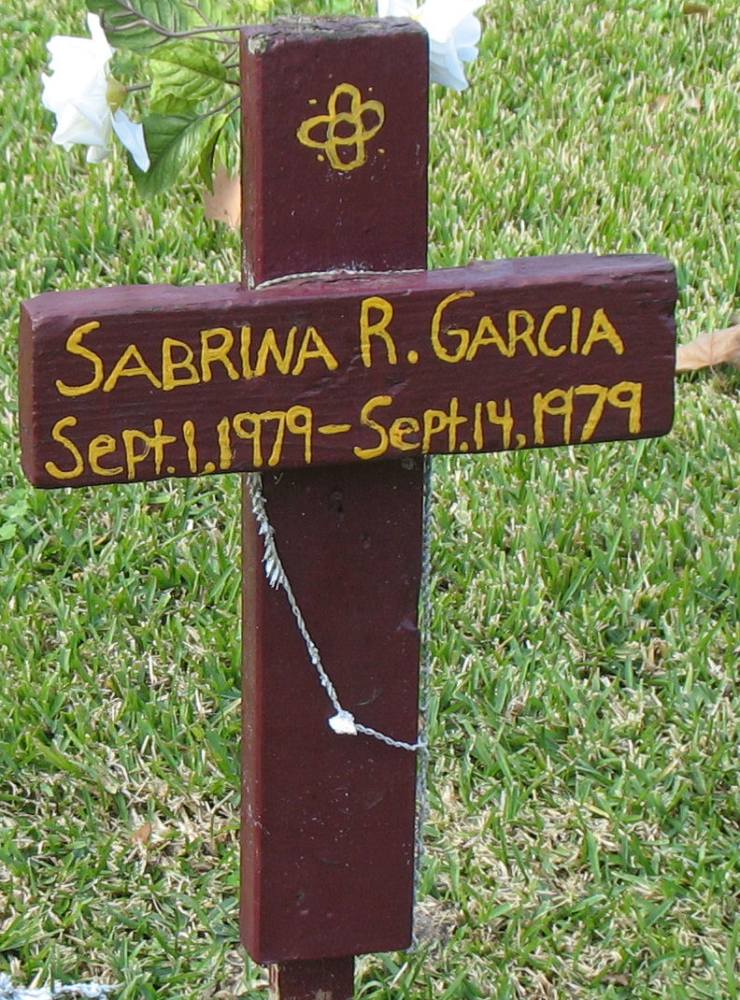 SABRINA R. GARCIA
Sept.1,1979-Sept.14,1979